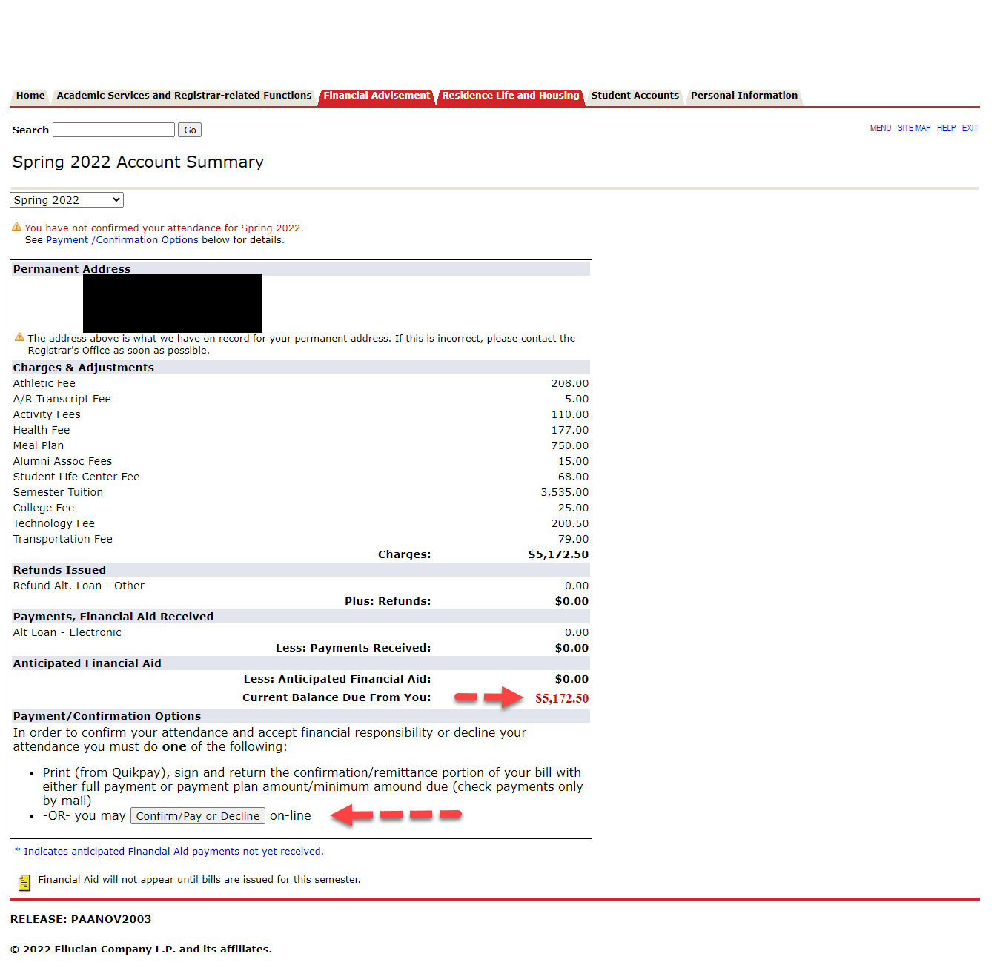 Home Academic Services and Registrar-related Functions Financial Advisement Residence Life and Housing Student Accounts Personal Information
Search Go MENU SITE MAP HELP EXIT
Spring 2022 Account Summary
Spring 2022
You have not confirmed your attendance for Spring 2022.
See Payment /Confirmation Options below for details.
Permanent Address
The address above is what we have on record for your permanent address. If this is incorrect, please contact the
Registrar's Office as soon as possible.
Charges & Adjustments
Athletic Fee 208.00
A/R Transcript Fee 5.00
Activity Fees 110.00
Health Fee 177.00
Meal Plan 750.00
Alumni Assoc Fees 15.00
Student Life Center Fee 68.00
Semester Tuition 3,535.00
College Fee 25.00
Technology Fee 200.50
Transportation Fee 79.00
Charges: $5,172.50
Refunds Issued
Refund Alt. Loan - Other 0.00
Plus: Refunds: $0.00
Payments, Financial Aid Received
Alt Loan - Electronic 0.00
Less: Payments Received: $0.00
Anticipated Financial Aid
Less: Anticipated Financial Aid: $0.00
Current Balance Due From You: $5,172.50
Payment/Confirmation Options
In order to confirm your attendance and accept financial responsibility or decline your
attendance you must do one of the following:
• Print (from Quikpay), sign and return the confirmation/remittance portion of your bill with
either full payment or payment plan amount/minimum amound due (check payments only
by mail)
• -OR- you may Confirm/Pay or Decline on-line
* Indicates anticipated Financial Aid payments not yet received.
Financial Aid will not appear until bills are issued for this semester.
RELEASE: PAANOV2003
© 2022 Ellucian Company L.P. and its affiliates.